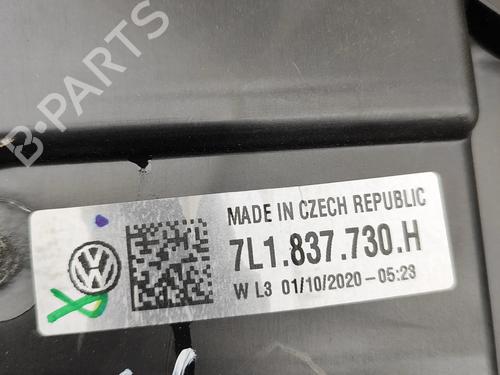 B-PARTS
MADE IN CZECH REPUBLIC
7L1.837.730.H
W L3 01/10/2020-05:23